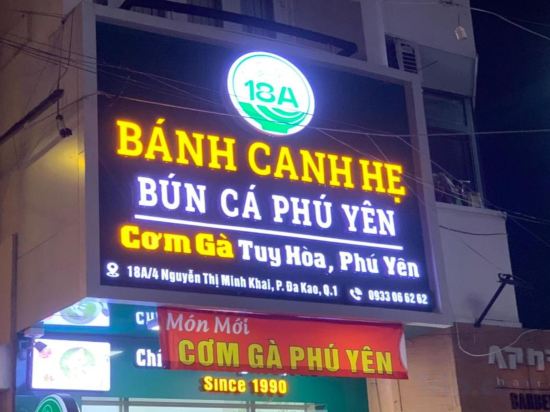 18A
BÁNH CANH HẸ
BÚN CÁ PHÚ YÊN
Cơm Gà Tuy Hòa, Phú Yên
18A/4 Nguyễn Thị Minh Khai, P. Đa Kao, Q.1 0933 06 62 62
Món Mới
CƠM GÀ PHÚ YÊN
Since 1990